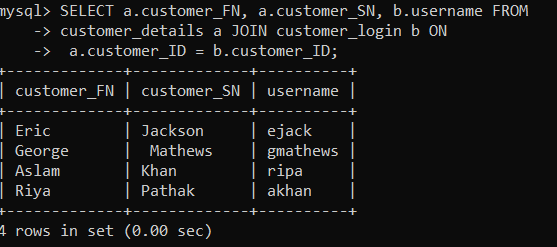 mysql> SELECT a.customer_FN, a.customer_SN, b.username FROM
    -> customer_details a JOIN customer_login b ON
    ->  a.customer_ID = b.customer_ID;
+-------------+-------------+----------+
| customer_FN | customer_SN | username |
+-------------+-------------+----------+
| Eric        | Jackson     | ejack    |
| George      |  Mathews    | gmathews |
| Aslam       | Khan        | ripa     |
| Riya        | Pathak      | akhan    |
+-------------+-------------+----------+
4 rows in set (0.00 sec)